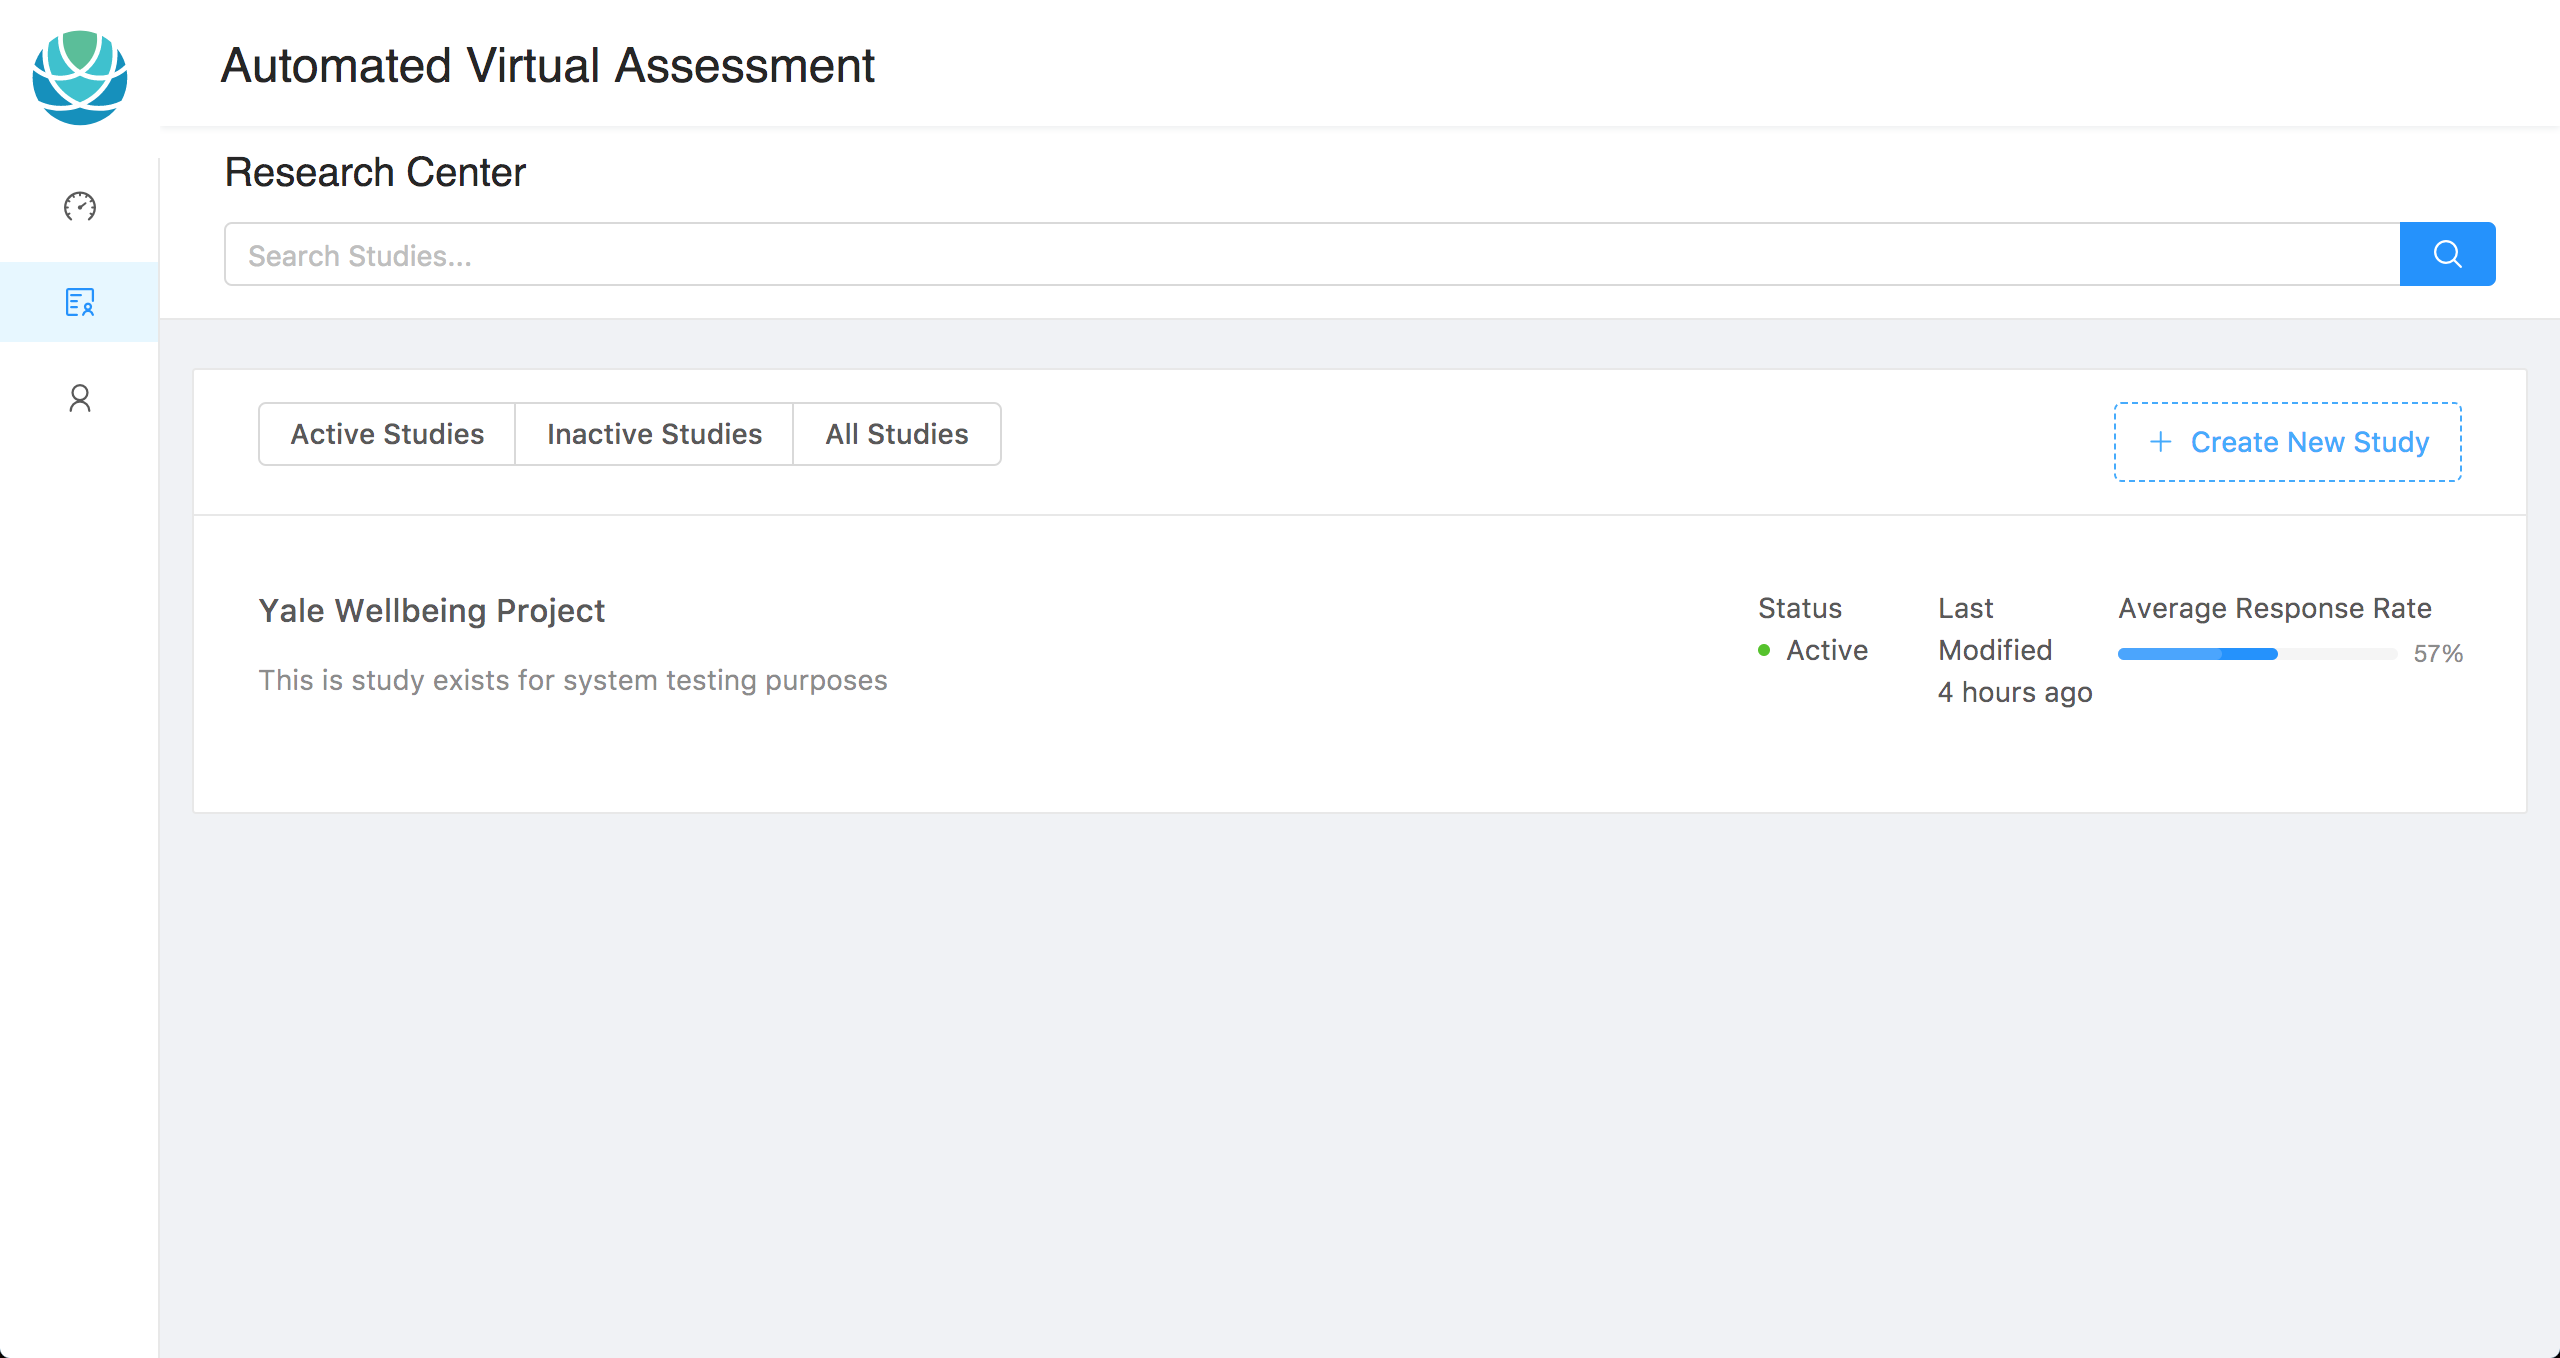 Automated Virtual Assessment
Research Center
Search Studies...
Active Studies
Inactive Studies
All Studies
+ Create New Study
Yale Wellbeing Project
This is study exists for system testing purposes
Status
Active
Last
Modified
4 hours ago
Average Response Rate
57%